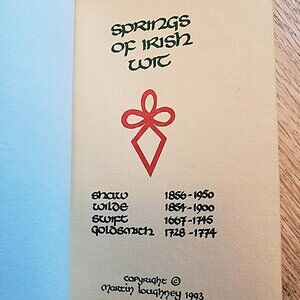 SPRINGS
OF IRISH
WIT
Shaw 1856-1950
Wilde 1854-1900
Swift 1667-1745
Goldsmith 1728-1774
copyright ©
Martin Loughney 1993